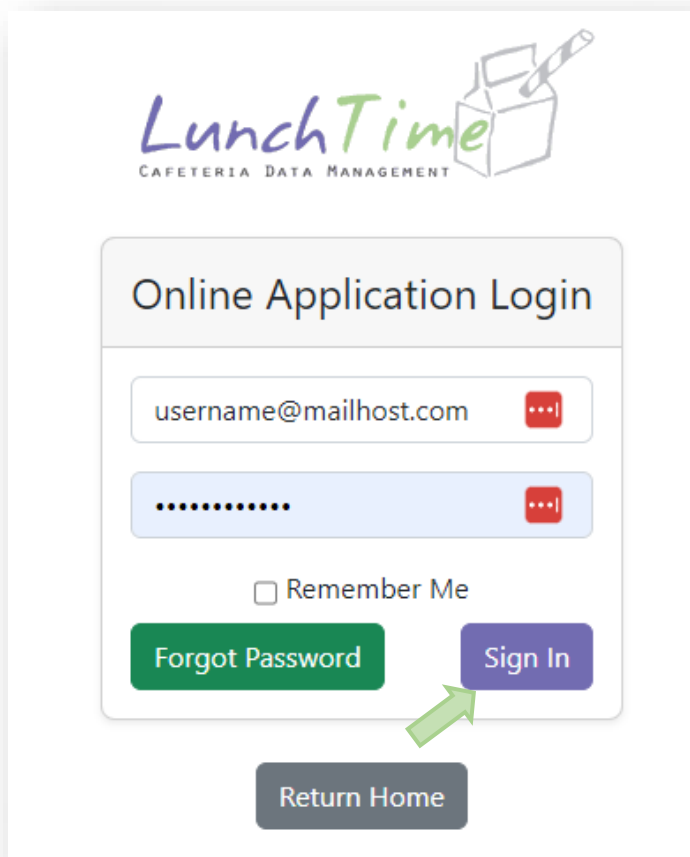 LunchTime
CAFETERIA DATA MANAGEMENT
Online Application Login
username@mailhost.com
••••••••••••
Remember Me
Forgot Password Sign In
Return Home